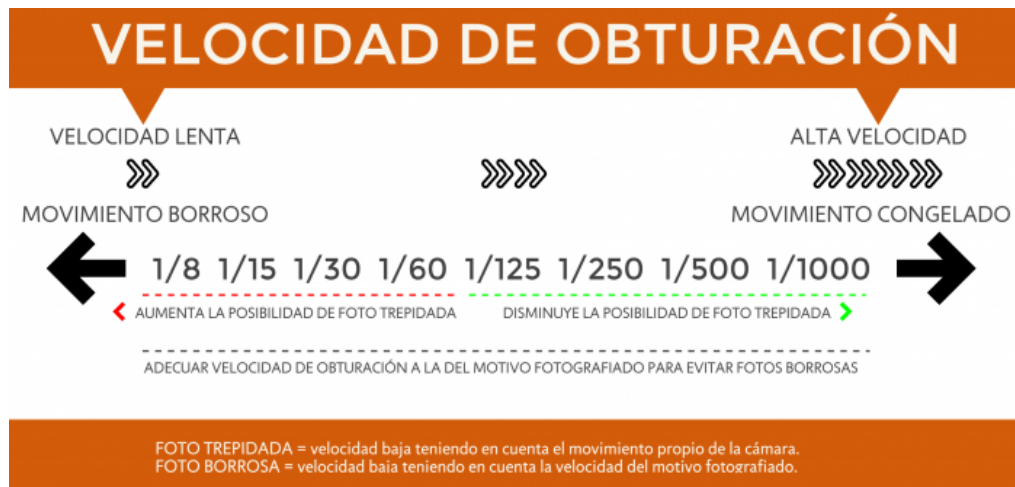 VELOCIDAD DE OBTURACIÓN
VELOCIDAD LENTA
ALTA VELOCIDAD
MOVIMIENTO BORROSO
MOVIMIENTO CONGELADO
1/8 1/15 1/30 1/60 1/125 1/250 1/500 1/1000
AUMENTA LA POSIBILIDAD DE FOTO TREPIDADA
DISMINUYE LA POSIBILIDAD DE FOTO TREPIDADA
ADECUAR VELOCIDAD DE OBTURACIÓN A LA DEL MOTIVO FOTOGRAFIADO PARA EVITAR FOTOS BORROSAS
FOTO TREPIDADA = velocidad baja teniendo en cuenta el movimiento propio de la cámara.
FOTO BORROSA = velocidad baja teniendo en cuenta la velocidad del motivo fotografiado.